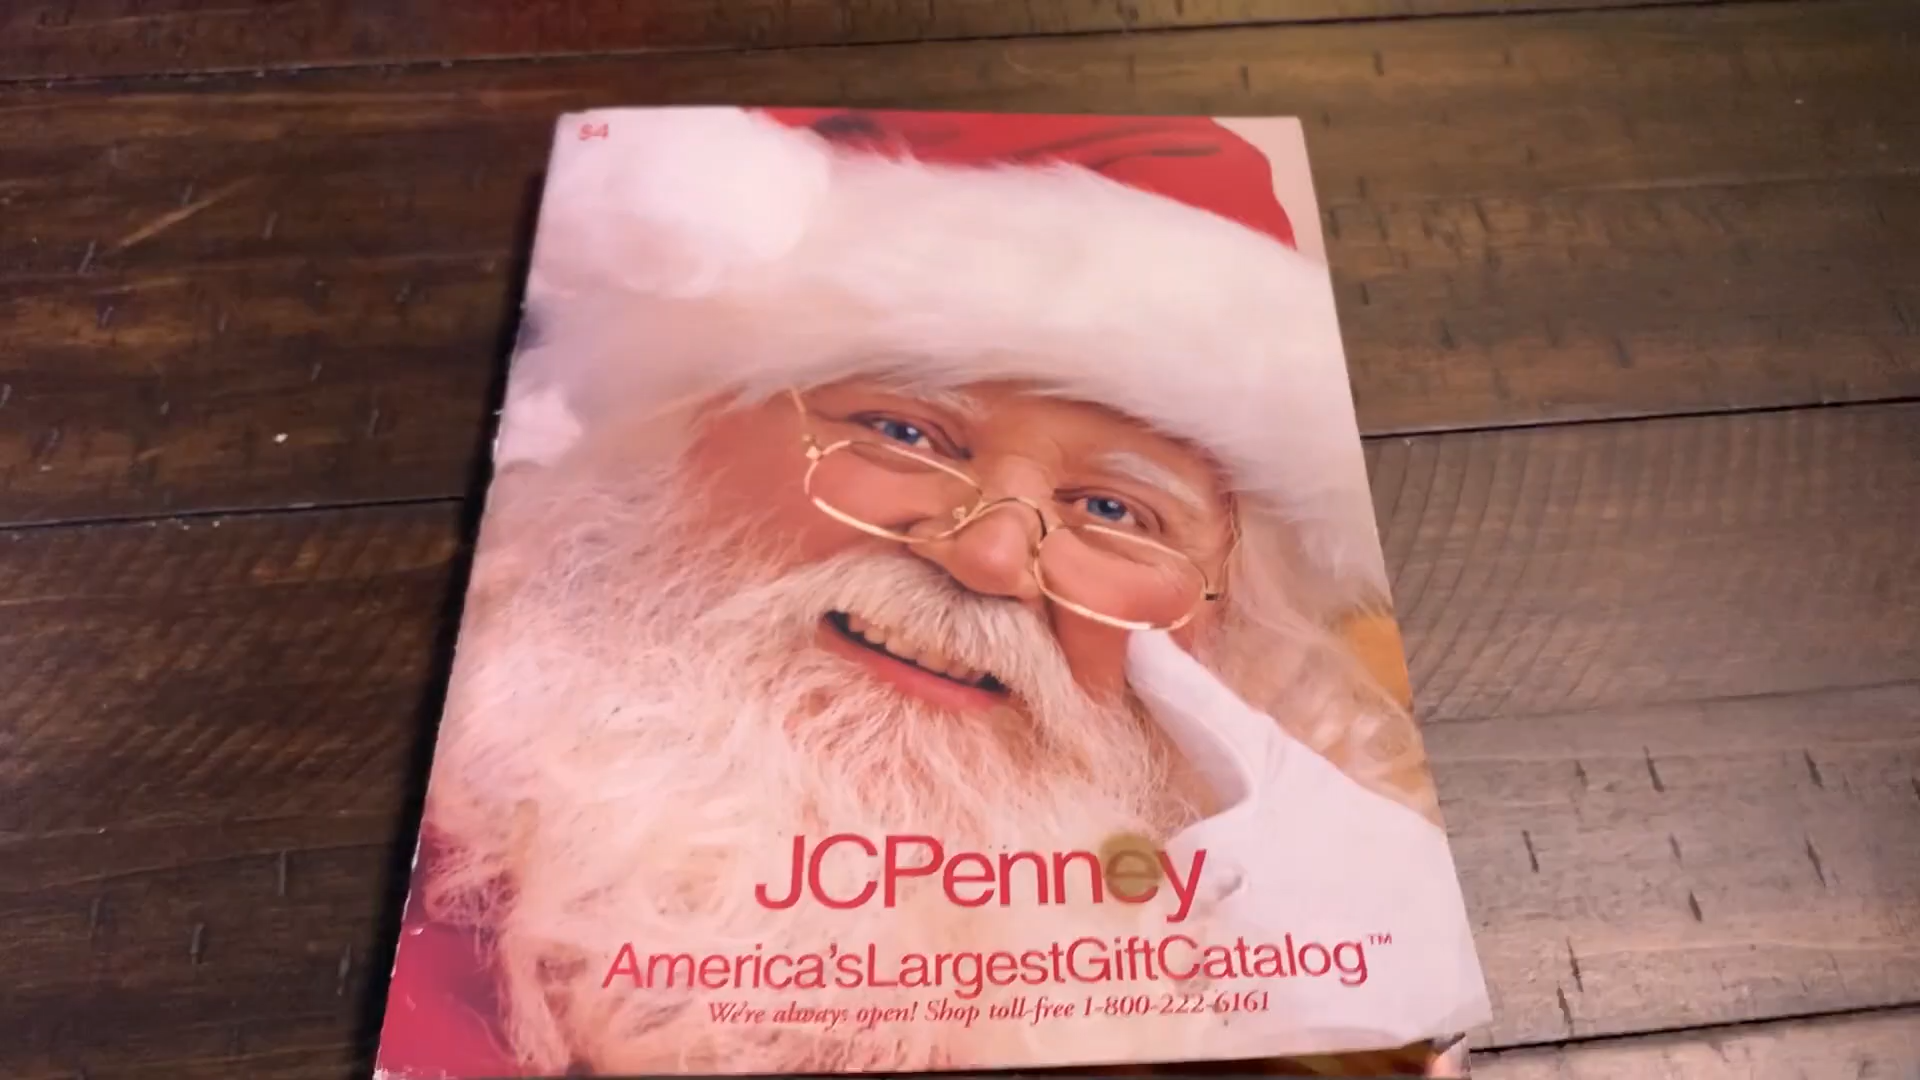 $4
JCPenney
America'sLargestGiftCatalog™
We're always open! Shop toll-free 1-800-222-6161